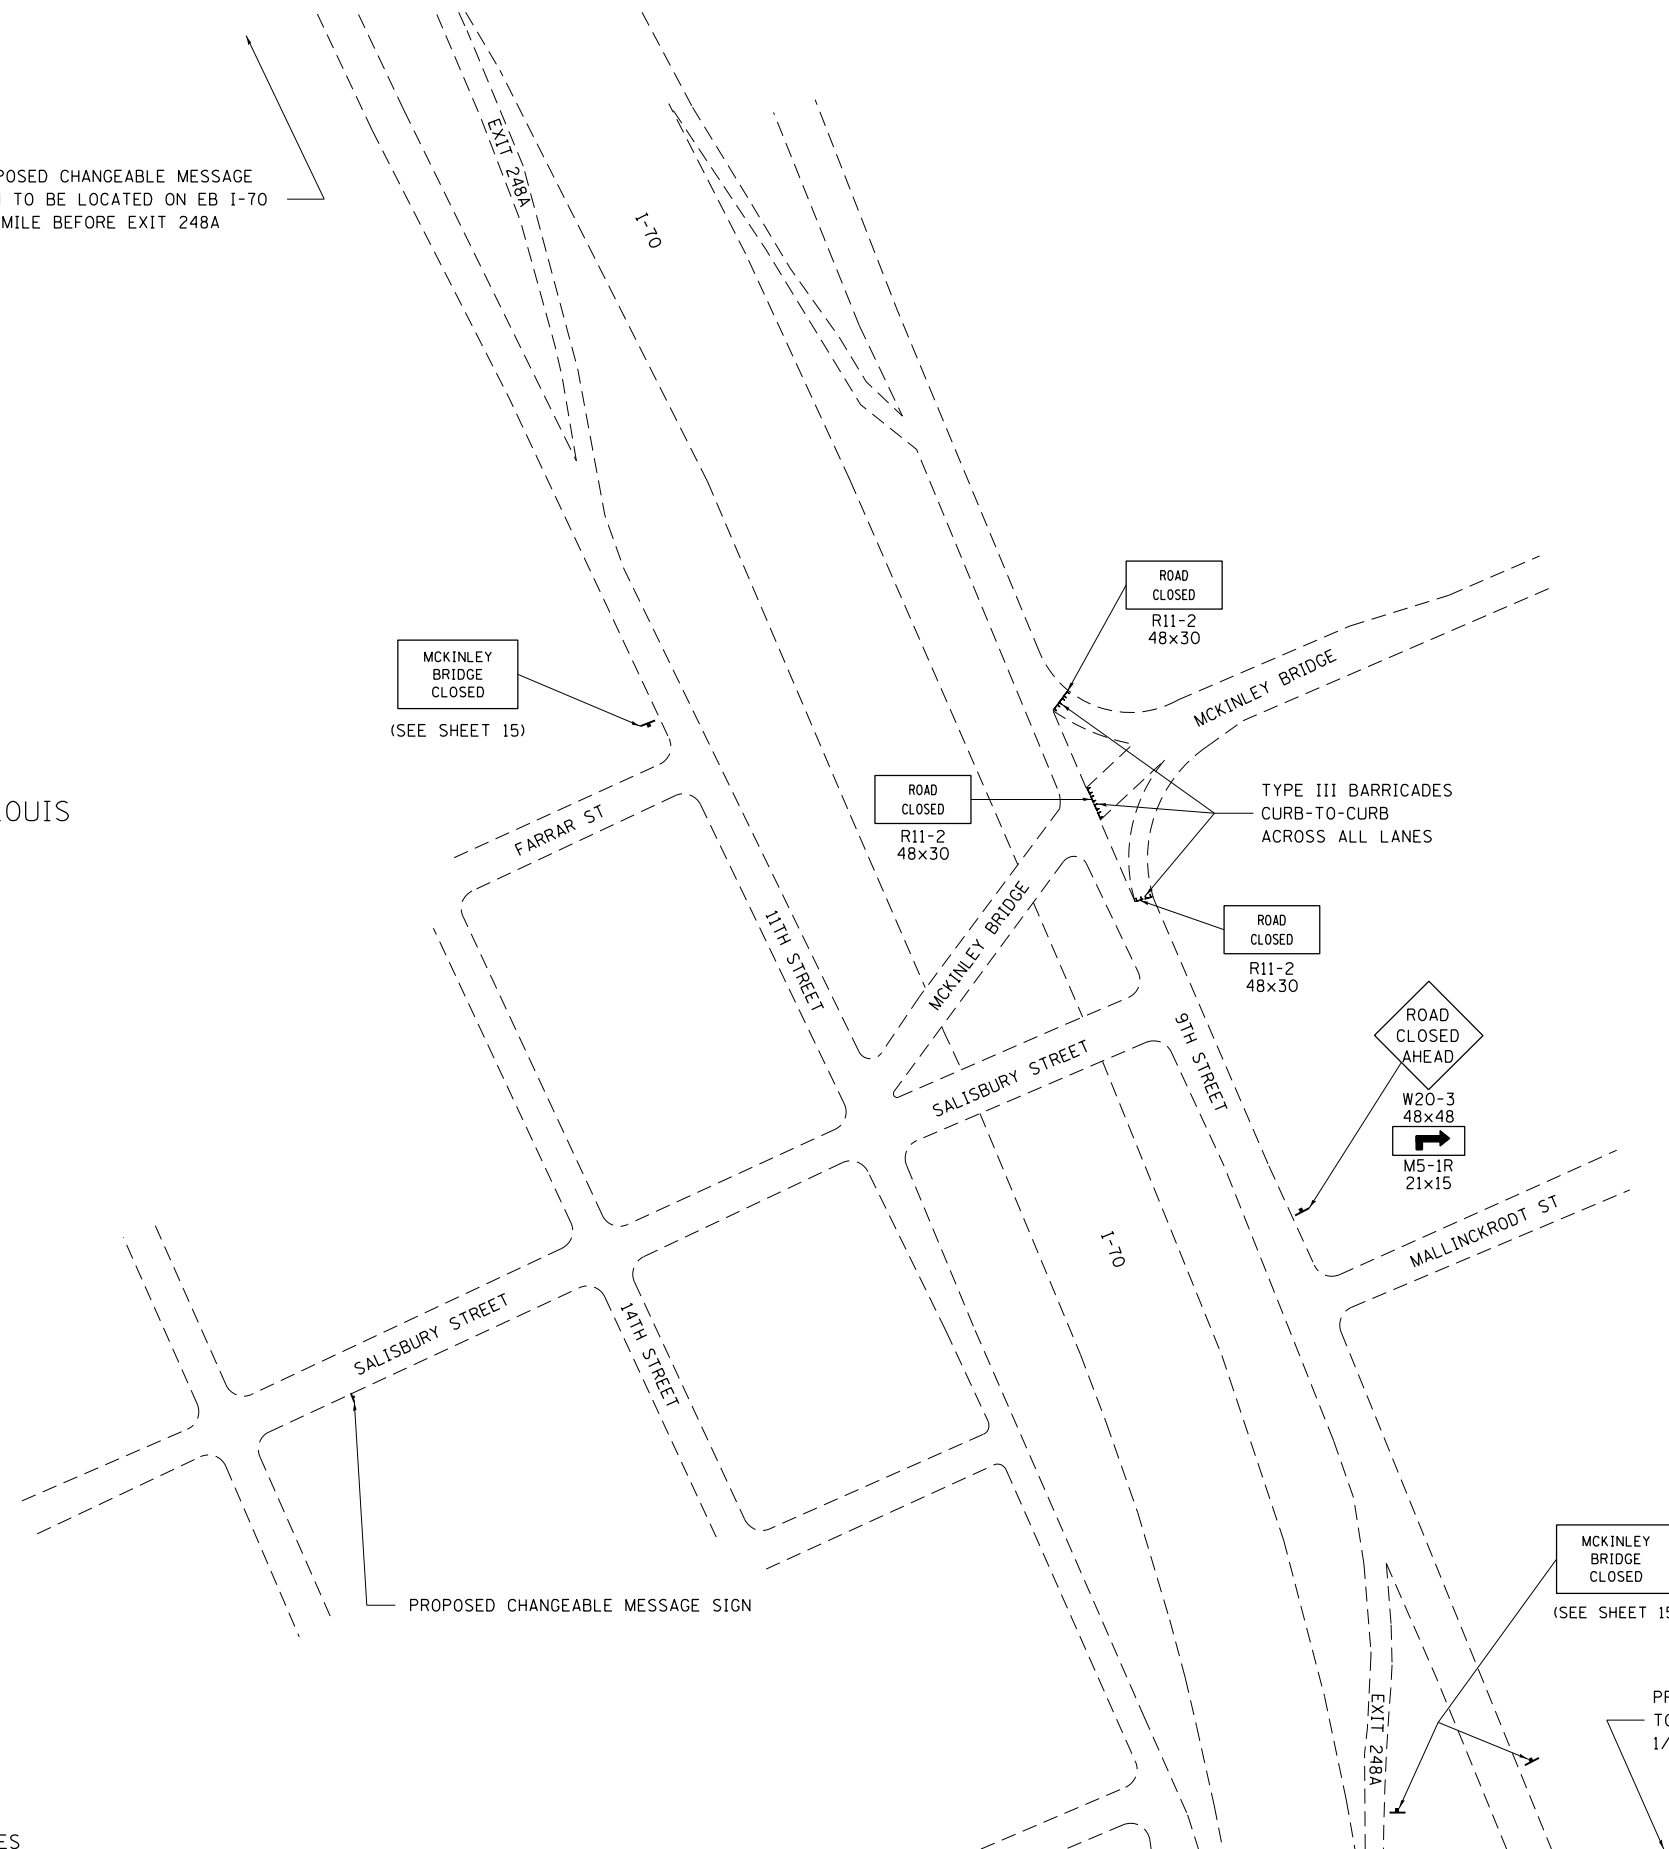 POSED CHANGEABLE MESSAGE
TO BE LOCATED ON EB I-70
MILE BEFORE EXIT 248A
EXIT 248A
I-70
ROAD
CLOSED
R11-2
48x30
MCKINLEY
BRIDGE
CLOSED
(SEE SHEET 15)
MCKINLEY BRIDGE
ROAD
CLOSED
R11-2
48x30
TYPE III BARRICADES
CURB-TO-CURB
ACROSS ALL LANES
OUIS
FARRAR ST
11TH STREET
MCKINLEY BRIDGE
ROAD
CLOSED
R11-2
48x30
ROAD
CLOSED
AHEAD
W20-3
48x48
M5-1R
21x15
9TH STREET
SALISBURY STREET
MALLINCKRODT ST
I-70
SALISBURY STREET
14TH STREET
PROPOSED CHANGEABLE MESSAGE SIGN
MCKINLEY
BRIDGE
CLOSED
(SEE SHEET 15
EXIT 248A
PR
TO
1/
ES